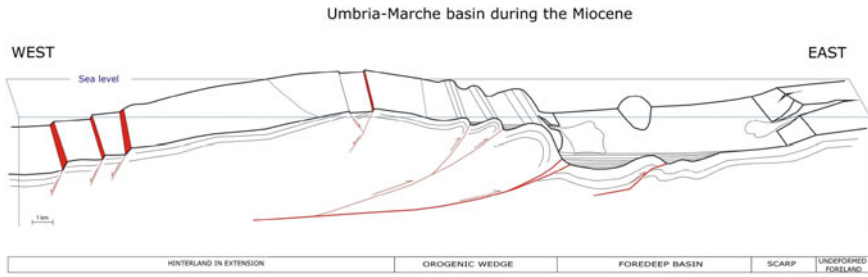 Umbria-Marche basin during the Miocene
WEST
EAST
Sea level
1 km
HINTERLAND IN EXTENSION
OROGENIC WEDGE
FOREDEEP BASIN
SCARP
UNDEFORMED
FORELAND